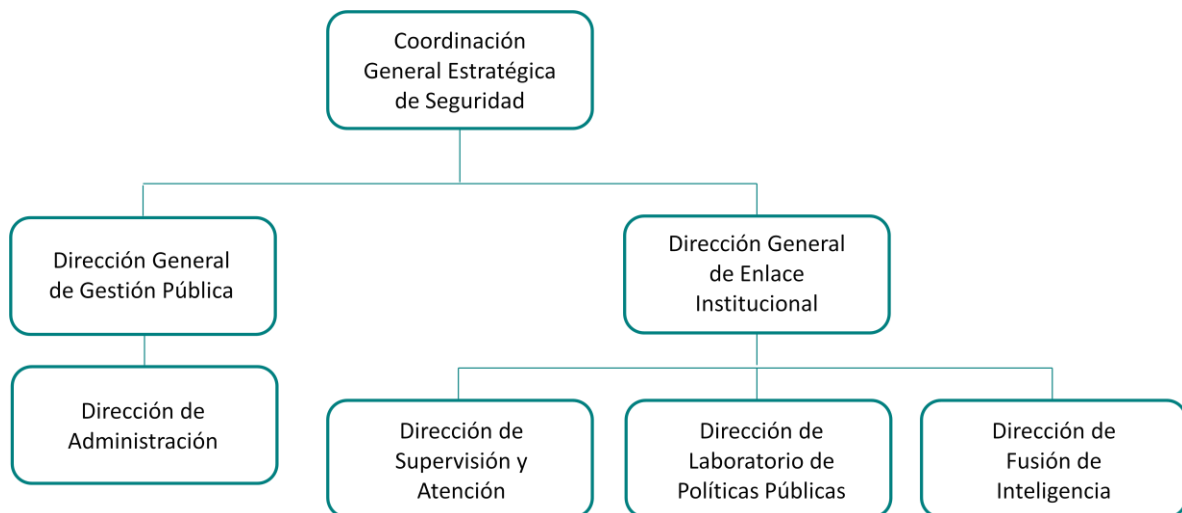 Coordinación
General Estratégica
de Seguridad
Dirección General
de Gestión Pública
Dirección General
de Enlace
Institucional
Dirección de
Administración
Dirección de
Supervisión y
Atención
Dirección de
Laboratorio de
Políticas Públicas
Dirección de
Fusión de
Inteligencia